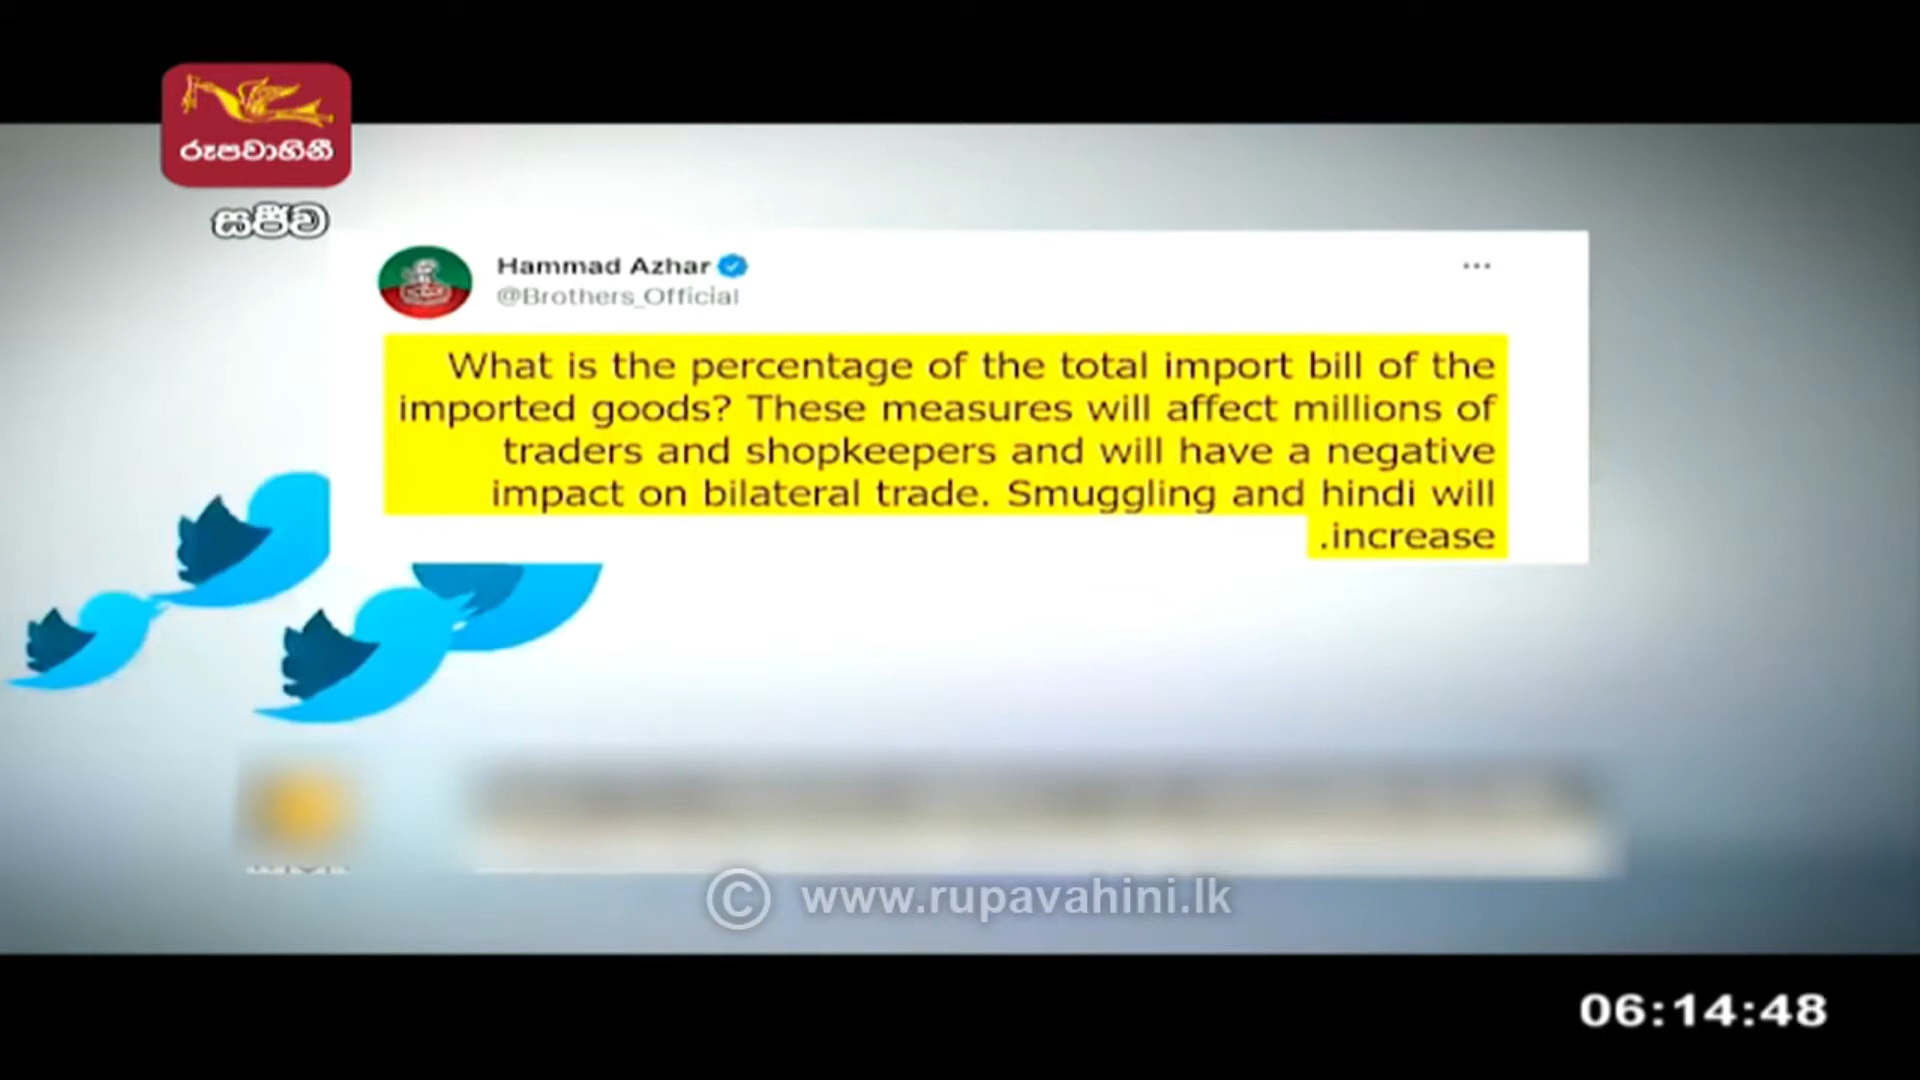 රූපවාහිනී
සජීව
Hammad Azhar
@Brothers_Official
What is the percentage of the total import bill of the
imported goods? These measures will affect millions of
traders and shopkeepers and will have a negative
impact on bilateral trade. Smuggling and hindi will
.increase
© www.rupavahini.lk
06:14:48